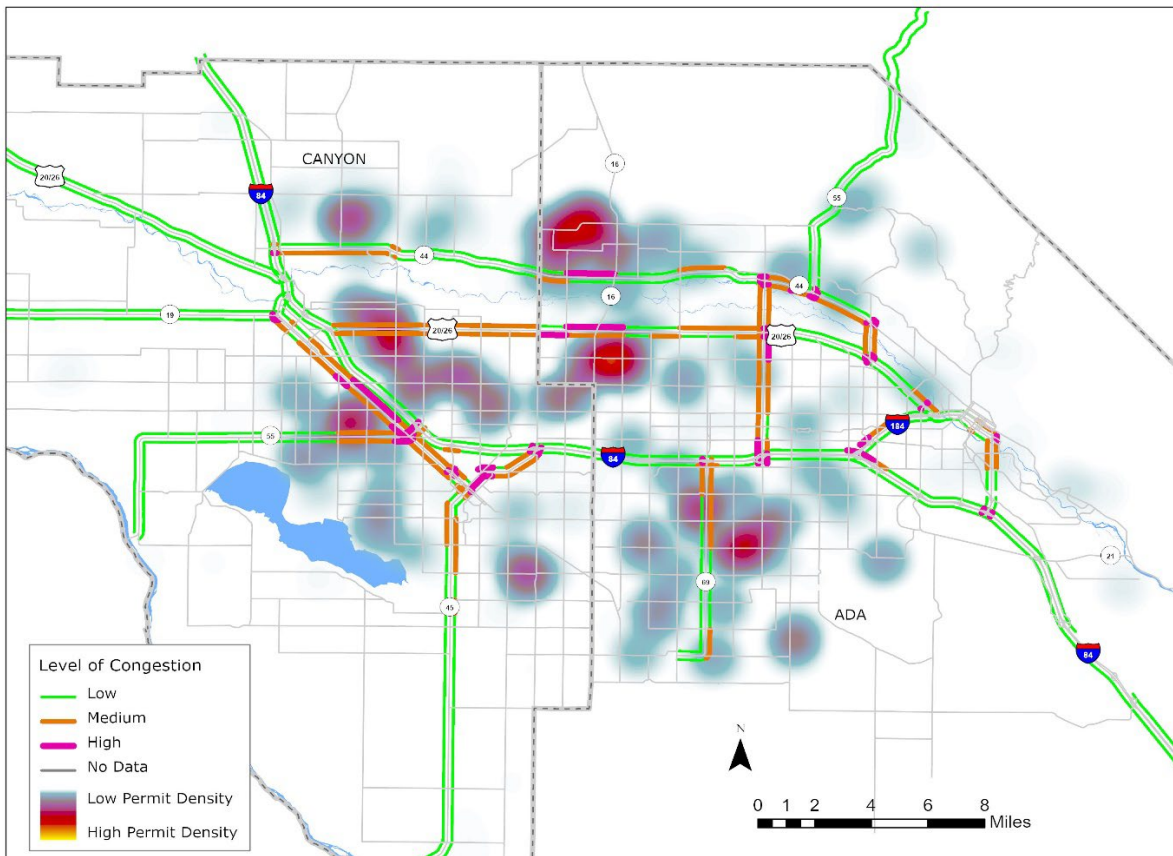 16
CANYON
20/26
84
55
44
44
16
19
20/26
20/26
184
55
84
21
69
45
ADA
84
Level of Congestion
Low
Medium
High
No Data
Low Permit Density
High Permit Density
N
0 1 2 4 6 8
Miles